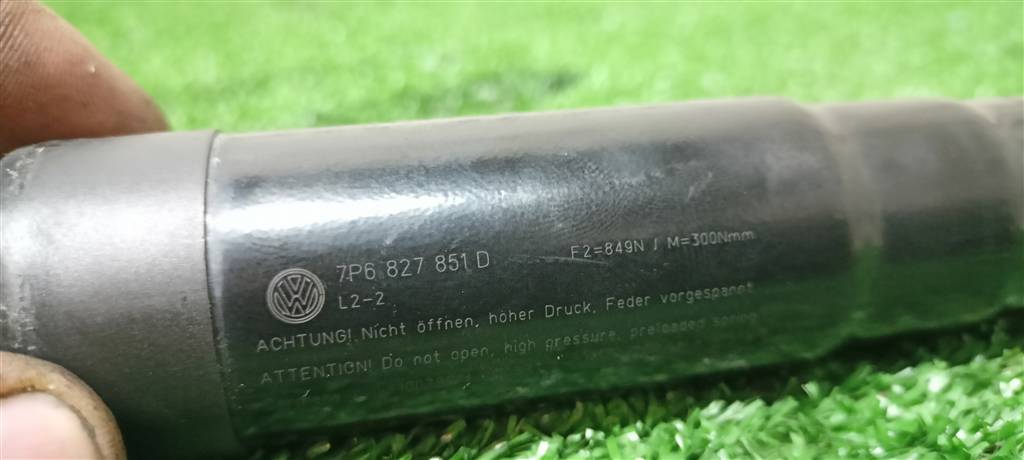 7P6 827 851 D F2=849N / M=300Nmm
L2-2
ACHTUNG! Nicht öffnen, hoher Druck, Feder vorgespannt
ATTENTION! Do not open, high pressure, preloaded spring